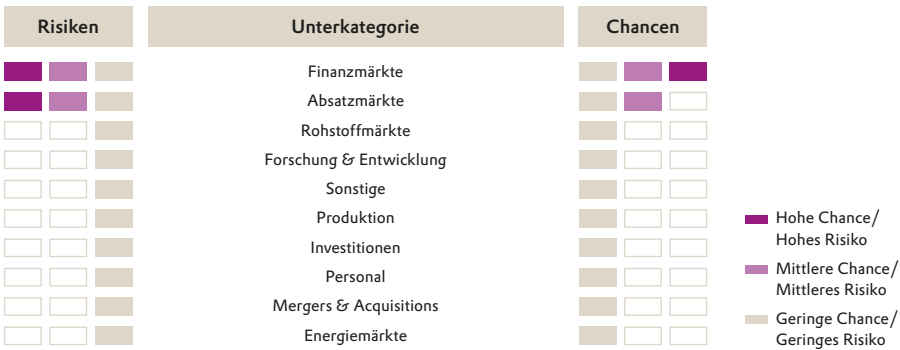 Risiken
Unterkategorie
Chancen
Finanzmärkte
Absatzmärkte
Rohstoffmärkte
Forschung & Entwicklung
Sonstige
Produktion
Investitionen
Personal
Mergers & Acquisitions
Energiemärkte
Hohe Chance/
Hohes Risiko
Mittlere Chance/
Mittleres Risiko
Geringe Chance/
Geringes Risiko